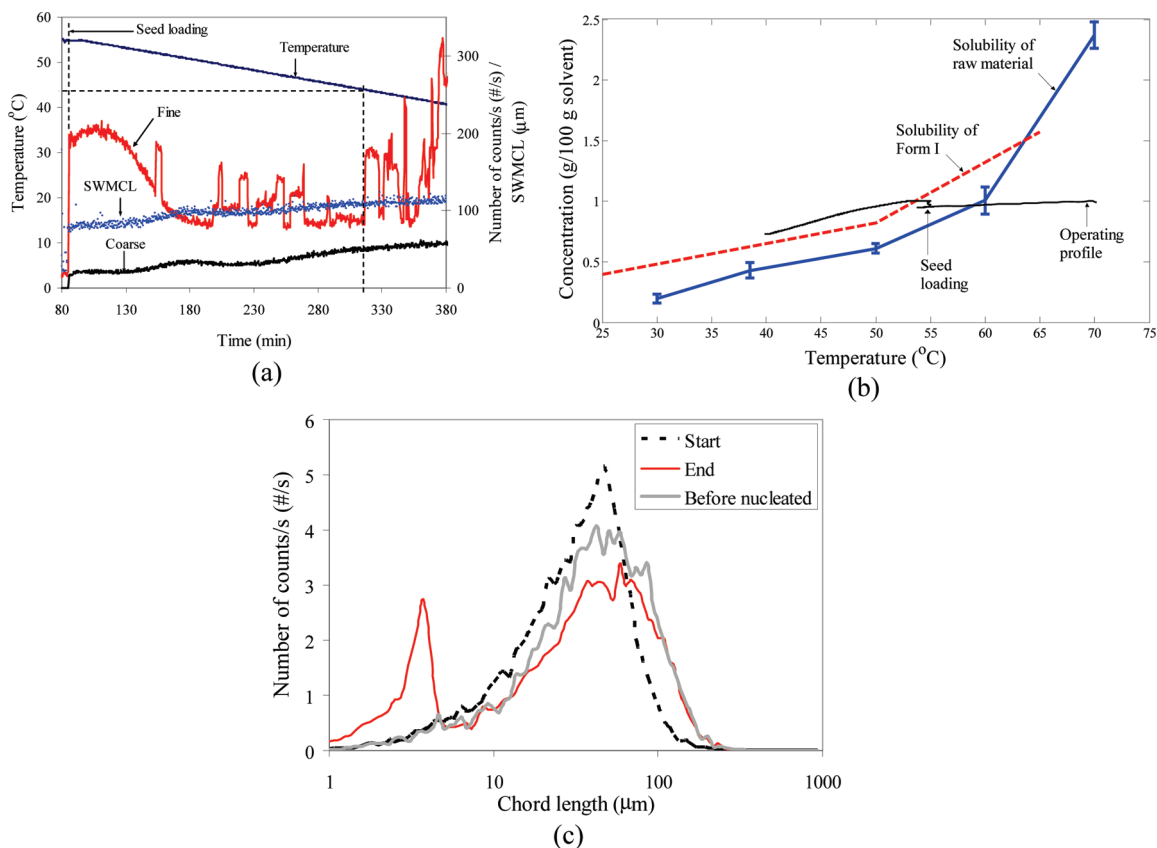 60
50
40
30
20
10
0
Temperature (°C)
Seed loading
Temperature
Fine
SWMCL
Coarse
300
200
100
0
Number of counts/s (#/s) /
SWMCL (μm)
80 130 180 230 280 330 380
Time (min)
(a)
2.5
2
1.5
1
0.5
0
Concentration (g/100 g solvent)
Solubility of
raw material
Solubility of
Form I
Seed
loading
Operating
profile
25 30 35 40 45 50 55 60 65 70 75
Temperature (°C)
(b)
6
5
4
3
2
1
0
Number of counts/s (#/s)
Start
End
Before nucleated
1 10 100 1000
Chord length (μm)
(c)